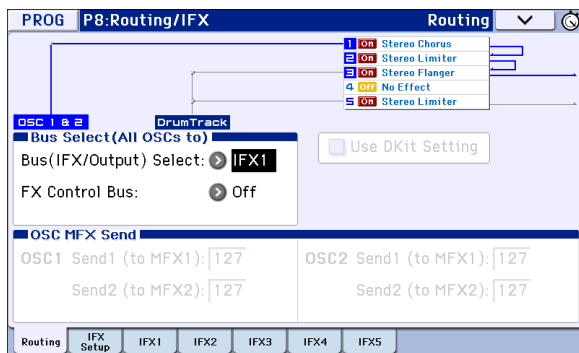 PROG P8:Routing/IFX Routing
1 On Stereo Chorus
2 On Stereo Limiter
3 On Stereo Flanger
4 Off No Effect
5 On Stereo Limiter
OSC 1 & 2 DrumTrack
Bus Select(All OSCs to)
Bus(IFX/Output) Select: IFX1
Use DKit Setting
FX Control Bus: Off
OSC MFX Send
OSC1 Send1 (to MFX1): 127 OSC2 Send1 (to MFX1): 127
Send2 (to MFX2): 127 Send2 (to MFX2): 127
Routing IFX Setup IFX1 IFX2 IFX3 IFX4 IFX5